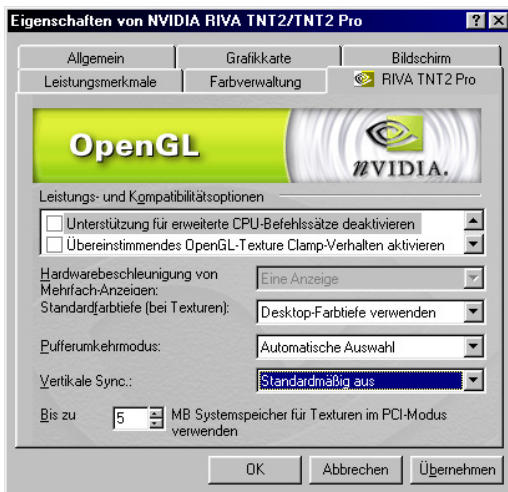 Eigenschaften von NVIDIA RIVA TNT2/TNT2 Pro
Allgemein
Grafikkarte
Bildschirm
Leistungsmerkmale
Farbverwaltung
RIVA TNT2 Pro
OpenGL
nVIDIA.
Leistungs- und Kompatibilitätsoptionen
Unterstützung für erweiterte CPU-Befehlssätze deaktivieren
Übereinstimmendes OpenGL-Texture Clamp-Verhalten aktivieren
Hardwarebeschleunigung von
Mehrfach-Anzeigen:
Eine Anzeige
Standardfarbtiefe (bei Texturen):
Desktop-Farbtiefe verwenden
Pufferumkehrmodus:
Automatische Auswahl
Vertikale Sync.:
Standardmäßig aus
Bis zu
5
MB Systemspeicher für Texturen im PCI-Modus
verwenden
OK
Abbrechen
Übernehmen